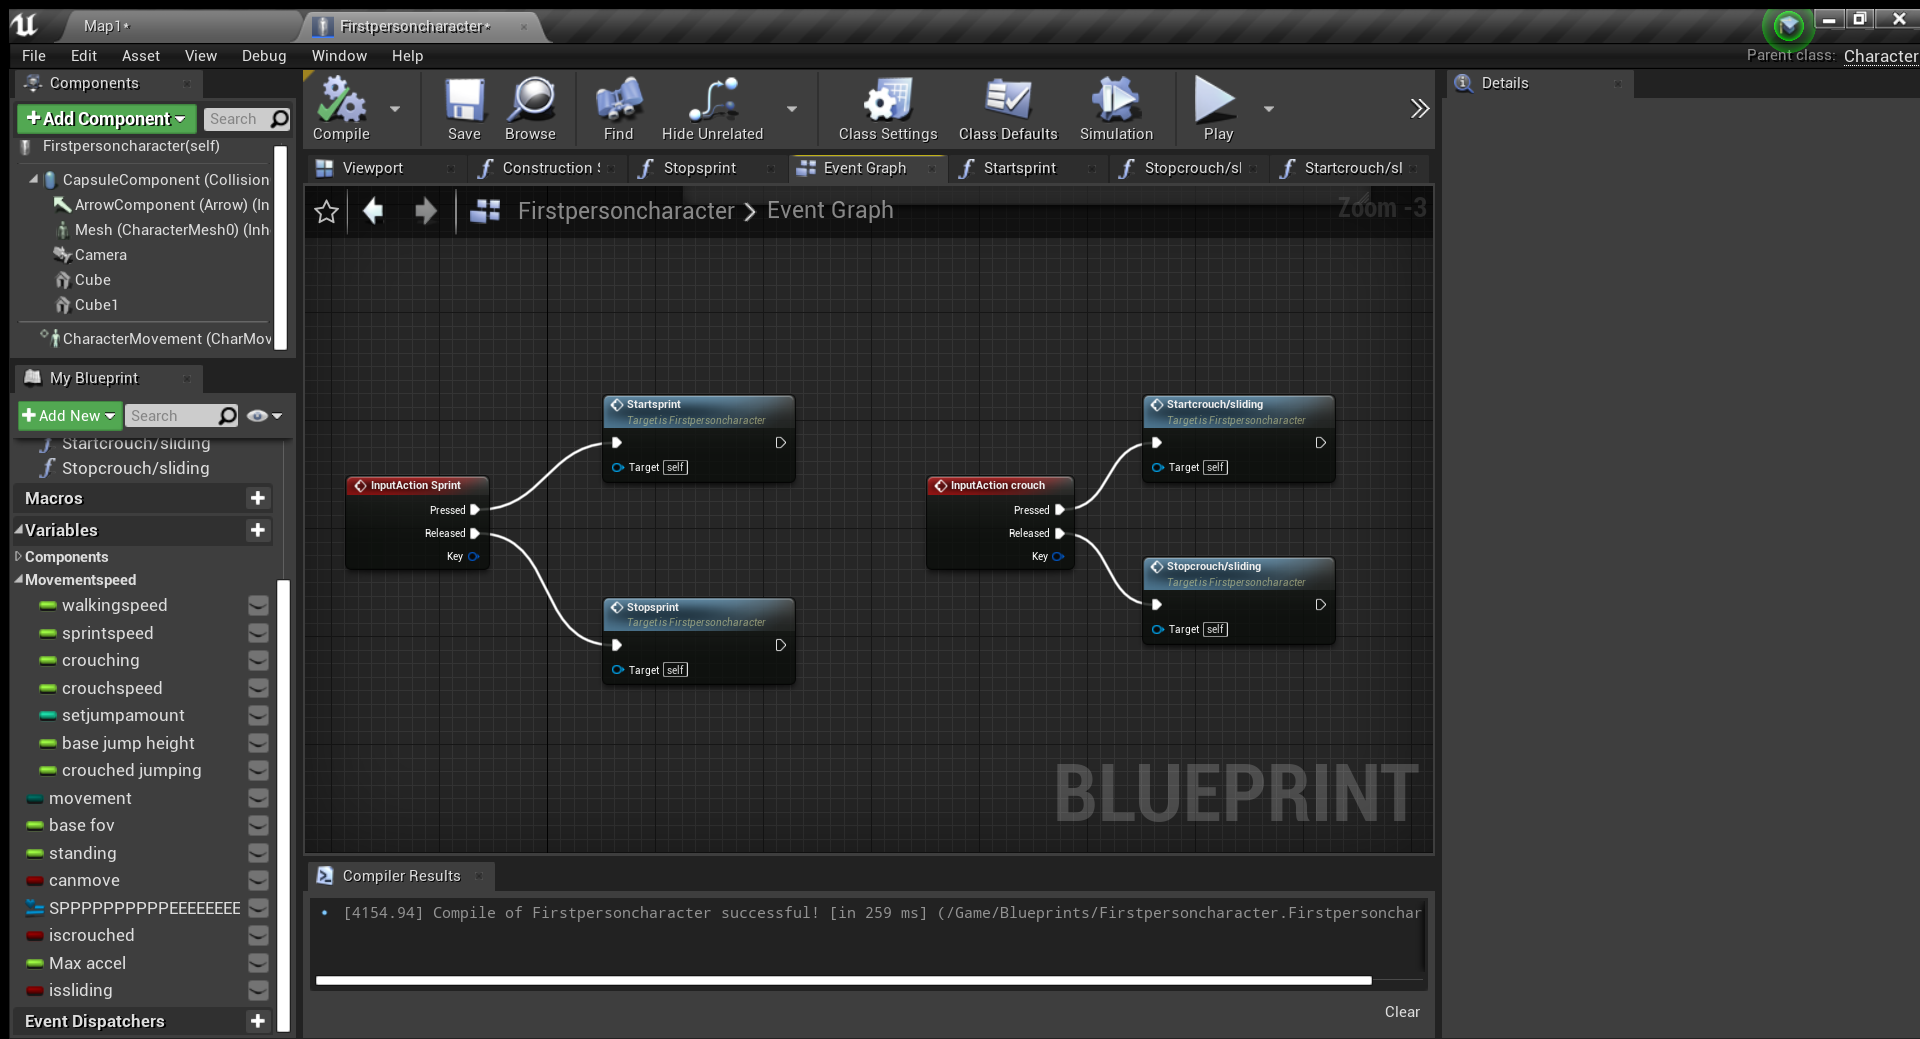 Map1*
Firstpersoncharacter*
File Edit Asset View Debug Window Help
Parent class: Character
Components
+Add Component
Search
Firstpersoncharacter(self)
CapsuleComponent (Collision
ArrowComponent (Arrow) (In
Mesh (CharacterMesh0) (Inh
Camera
Cube
Cube1
CharacterMovement (CharMov
My Blueprint
+Add New
Search
Startcrouch/sliding
Stopcrouch/sliding
Macros
Variables
Components
Movementspeed
walkingspeed
sprintspeed
crouching
crouchspeed
setjumpamount
base jump height
crouched jumping
movement
base fov
standing
canmove
SPPPPPPPPPPEEEEEEEE
iscrouched
Max accel
issliding
Event Dispatchers
Compile
Save
Browse
Find
Hide Unrelated
Class Settings
Class Defaults
Simulation
Play
Viewport
Construction S
Stopsprint
Event Graph
Startsprint
Stopcrouch/sl
Startcrouch/sl
Firstpersoncharacter > Event Graph
Zoom -3
InputAction Sprint
Pressed
Released
Key
Startsprint
Target is Firstpersoncharacter
Target self
Stopsprint
Target is Firstpersoncharacter
Target self
InputAction crouch
Pressed
Released
Key
Startcrouch/sliding
Target is Firstpersoncharacter
Target self
Stopcrouch/sliding
Target is Firstpersoncharacter
Target self
BLUEPRINT
Compiler Results
[4154.94] Compile of Firstpersoncharacter successful! [in 259 ms] (/Game/Blueprints/Firstpersoncharacter.Firstpersonchar
Clear
Details